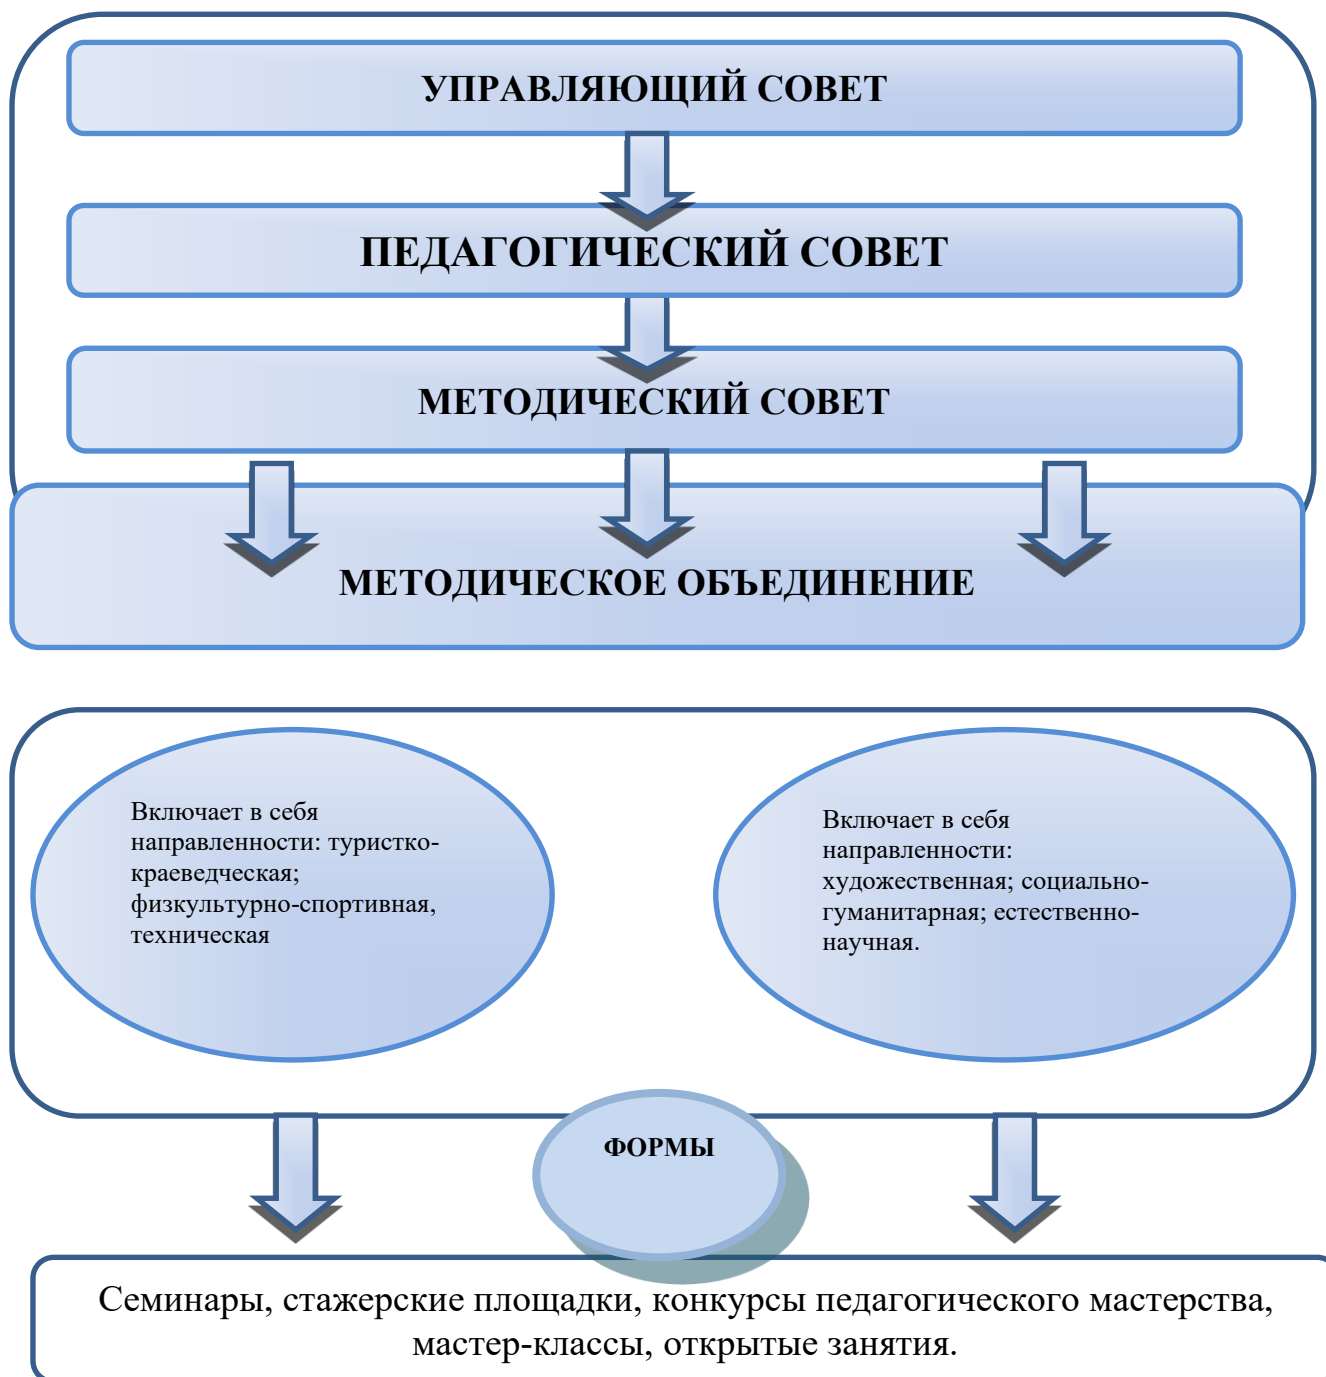 УПРАВЛЯЮЩИЙ СОВЕТ
ПЕДАГОГИЧЕСКИЙ СОВЕТ
МЕТОДИЧЕСКИЙ СОВЕТ
МЕТОДИЧЕСКОЕ ОБЪЕДИНЕНИЕ
Включает в себя
направленности: туристко-
краеведческая;
физкультурно-спортивная,
техническая
Включает в себя
направленности:
художественная; социально-
гуманитарная; естественно-
научная.
ФОРМЫ
Семинары, стажерские площадки, конкурсы педагогического мастерства,
мастер-классы, открытые занятия.